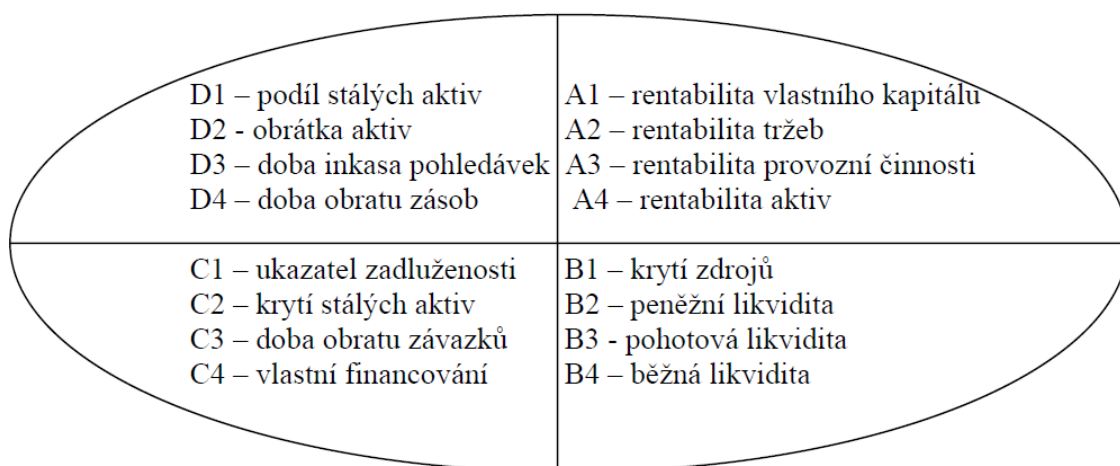 D1 – podíl stálých aktiv
D2 - obrátka aktiv
D3 – doba inkasa pohledávek
D4 – doba obratu zásob
A1 – rentabilita vlastního kapitálu
A2 – rentabilita tržeb
A3 – rentabilita provozní činnosti
A4 – rentabilita aktiv
C1 – ukazatel zadluženosti
C2 – krytí stálých aktiv
C3 – doba obratu závazků
C4 – vlastní financování
B1 – krytí zdrojů
B2 – peněžní likvidita
B3 - pohotová likvidita
B4 – běžná likvidita